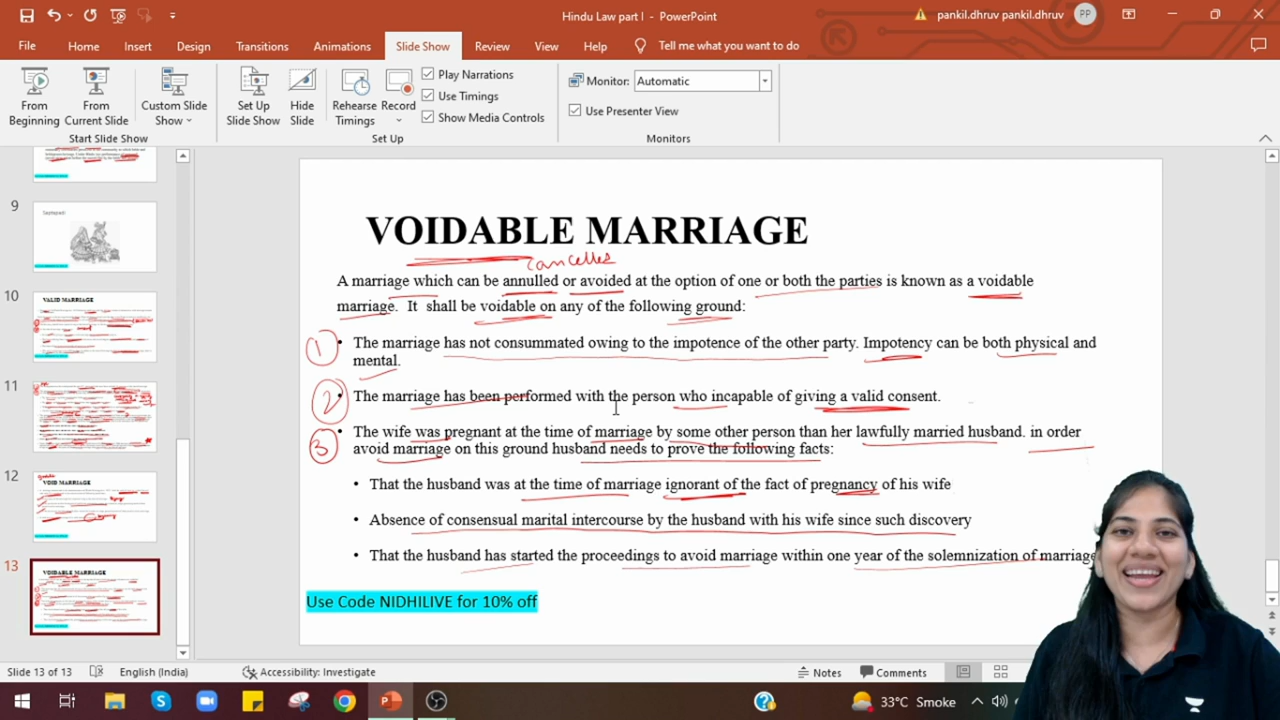 Hindu Law part I - PowerPoint
pankil.dhruv pankil.dhruv
PP
File
Home
Insert
Design
Transitions
Animations
Slide Show
Review
View
Help
Tell me what you want to do
From Beginning
From Current Slide
Custom Slide Show
Start Slide Show
Set Up Slide Show
Hide Slide
Rehearse Timings
Record
Play Narrations
Use Timings
Show Media Controls
Set Up
Monitor:
Automatic
Use Presenter View
Monitors
9
10
VALID MARRIAGE
11
12
VOID MARRIAGE
13
VOIDABLE MARRIAGE
VOIDABLE MARRIAGE
cancelled
A marriage which can be annulled or avoided at the option of one or both the parties is known as a voidable
marriage. It shall be voidable on any of the following ground:
1
• The marriage has not consummated owing to the impotence of the other party. Impotency can be both physical and
mental.
2
• The marriage has been performed with the person who incapable of giving a valid consent.
3
• The wife was pregnant at the time of marriage by some other person than her lawfully married husband. in order
avoid marriage on this ground husband needs to prove the following facts:
• That the husband was at the time of marriage ignorant of the fact of pregnancy of his wife
• Absence of consensual marital intercourse by the husband with his wife since such discovery
• That the husband has started the proceedings to avoid marriage within one year of the solemnization of marriage
Use Code NIDHILIVE for 10% off
Slide 13 of 13
English (India)
Accessibility: Investigate
Notes
Comments
33°C Smoke